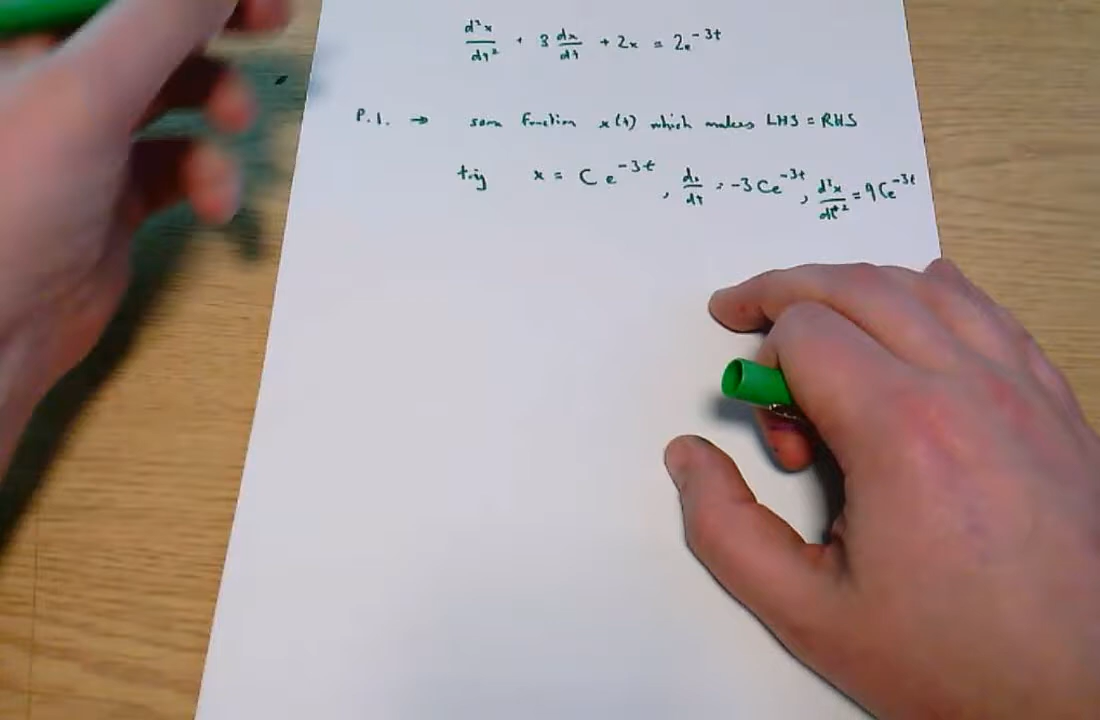 d²x/dt² + 3 dx/dt + 2x = 2e⁻³ᵗ
P.I. → some function x(t) which makes LHS = RHS
try x = Ce⁻³ᵗ, dx/dt = -3Ce⁻³ᵗ, d²x/dt² = 9Ce⁻³ᵗ